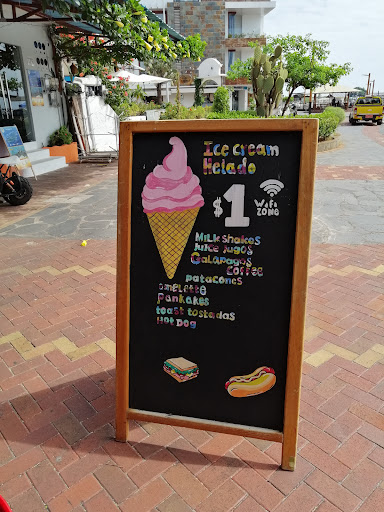 Ice cream
Helado
$1
WiFi
ZONE
Milk shakes
juice jugos
Galapagos
coffee
patacones
omelette
pankakes
toast tostadas
Hot Dog